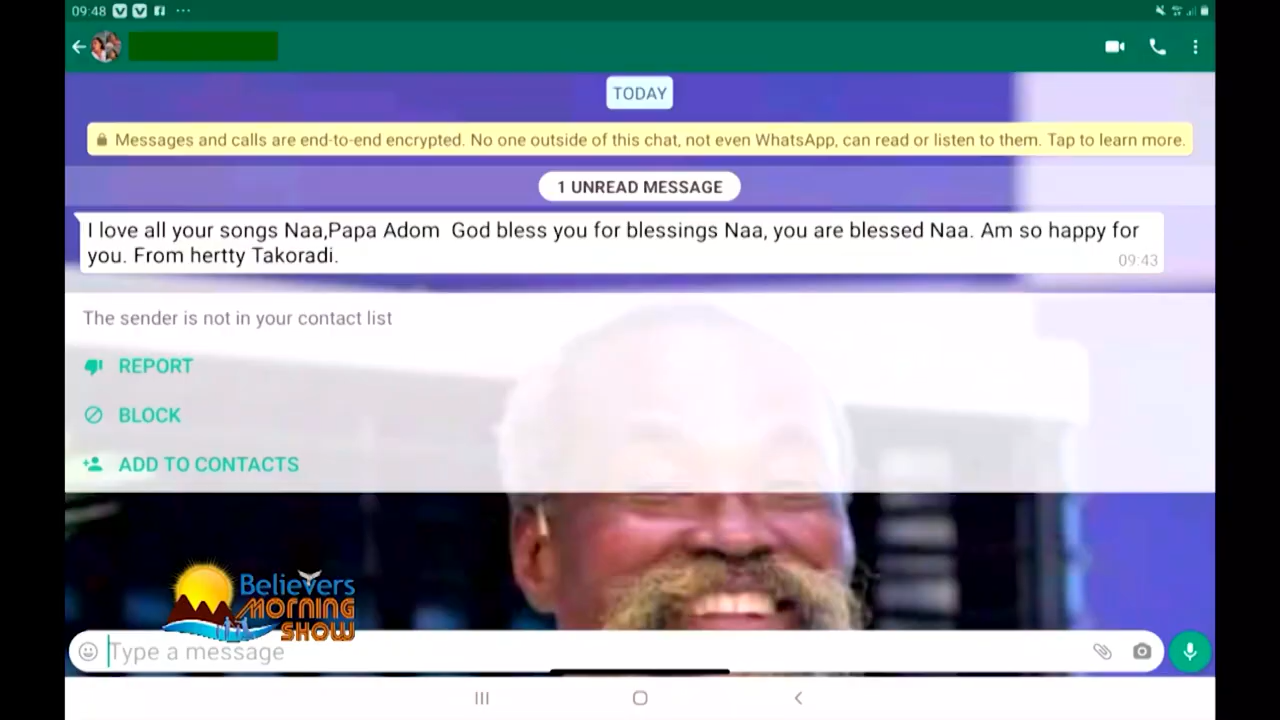 09:48
TODAY
Messages and calls are end-to-end encrypted. No one outside of this chat, not even WhatsApp, can read or listen to them. Tap to learn more.
1 UNREAD MESSAGE
I love all your songs Naa,Papa Adom  God bless you for blessings Naa, you are blessed Naa. Am so happy for
you. From hertty Takoradi.
09:43
The sender is not in your contact list
REPORT
BLOCK
ADD TO CONTACTS
Believers
MORNING
SHOW
Type a message